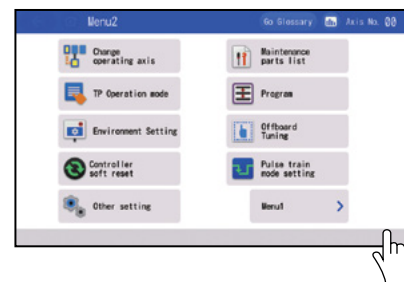 Menu2
Go Glossary
Axis No. 00
Change
operating axis
Maintenance
parts list
TP Operation mode
Program
Environment Setting
Offboard
Tuning
Controller
soft reset
Pulse train
mode setting
Other setting
Menu1